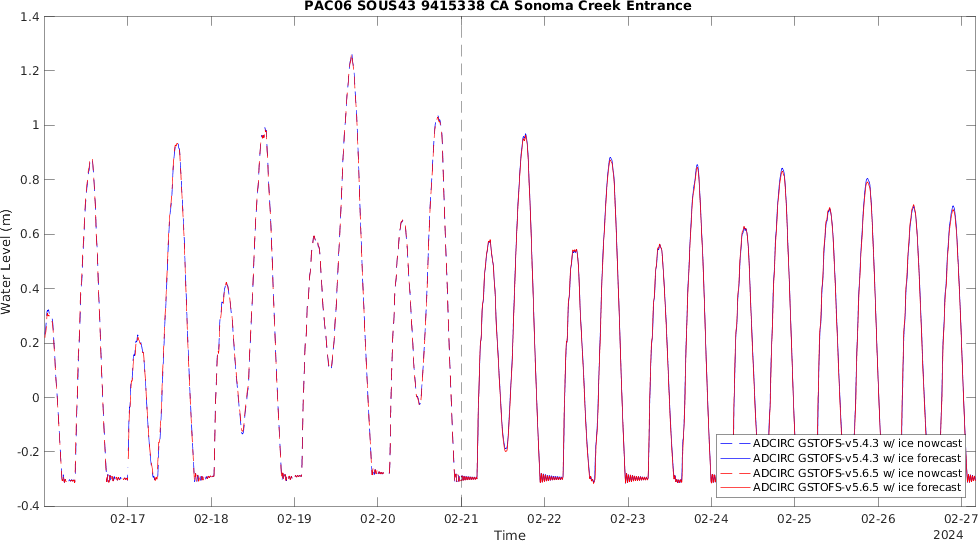 PAC06 SOUS43 9415338 CA Sonoma Creek Entrance
1.4
1.2
1
0.8
0.6
0.4
0.2
0
-0.2
-0.4
Water Level (m)
ADCIRC GSTOFS-v5.4.3 w/ ice nowcast
ADCIRC GSTOFS-v5.4.3 w/ ice forecast
ADCIRC GSTOFS-v5.6.5 w/ ice nowcast
ADCIRC GSTOFS-v5.6.5 w/ ice forecast
02-17 02-18 02-19 02-20 02-21 02-22 02-23 02-24 02-25 02-26 02-27
Time 2024